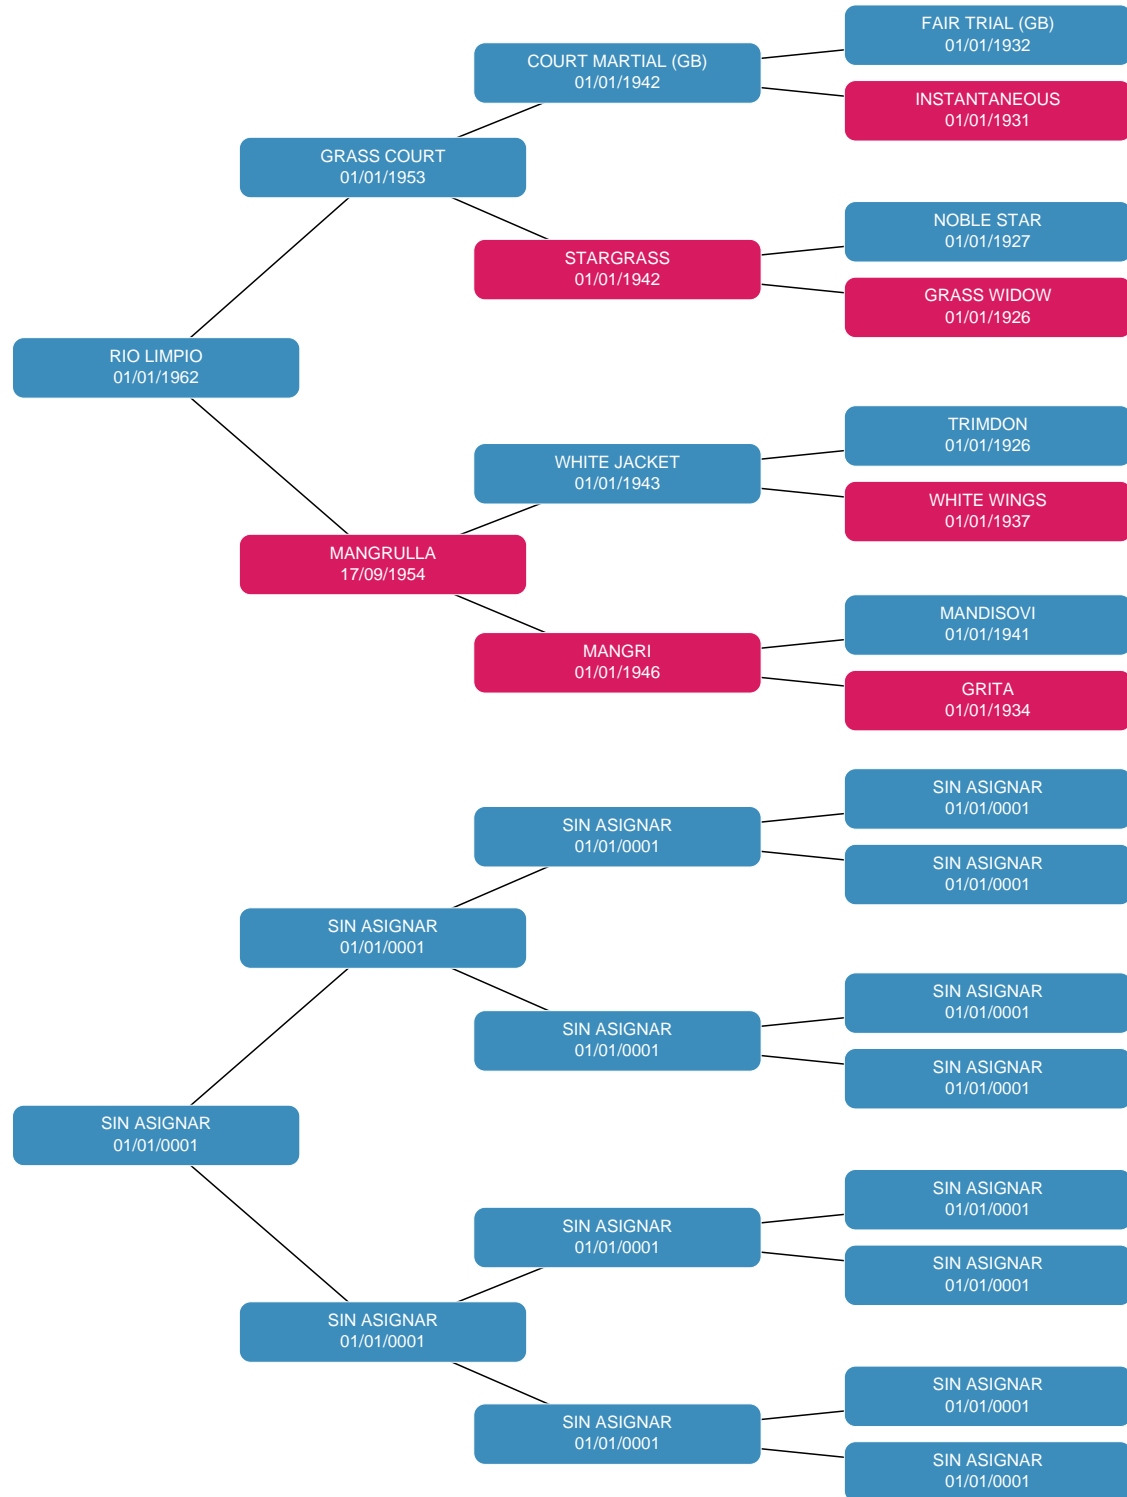 FAIR TRIAL (GB)
01/01/1932
COURT MARTIAL (GB)
01/01/1942
INSTANTANEOUS
01/01/1931
GRASS COURT
01/01/1953
NOBLE STAR
01/01/1927
STARGRASS
01/01/1942
GRASS WIDOW
01/01/1926
RIO LIMPIO
01/01/1962
TRIMDON
01/01/1926
WHITE JACKET
01/01/1943
WHITE WINGS
01/01/1937
MANGRULLA
17/09/1954
MANDISOVI
01/01/1941
MANGRI
01/01/1946
GRITA
01/01/1934
SIN ASIGNAR
01/01/0001
SIN ASIGNAR
01/01/0001
SIN ASIGNAR
01/01/0001
SIN ASIGNAR
01/01/0001
SIN ASIGNAR
01/01/0001
SIN ASIGNAR
01/01/0001
SIN ASIGNAR
01/01/0001
SIN ASIGNAR
01/01/0001
SIN ASIGNAR
01/01/0001
SIN ASIGNAR
01/01/0001
SIN ASIGNAR
01/01/0001
SIN ASIGNAR
01/01/0001
SIN ASIGNAR
01/01/0001
SIN ASIGNAR
01/01/0001
SIN ASIGNAR
01/01/0001